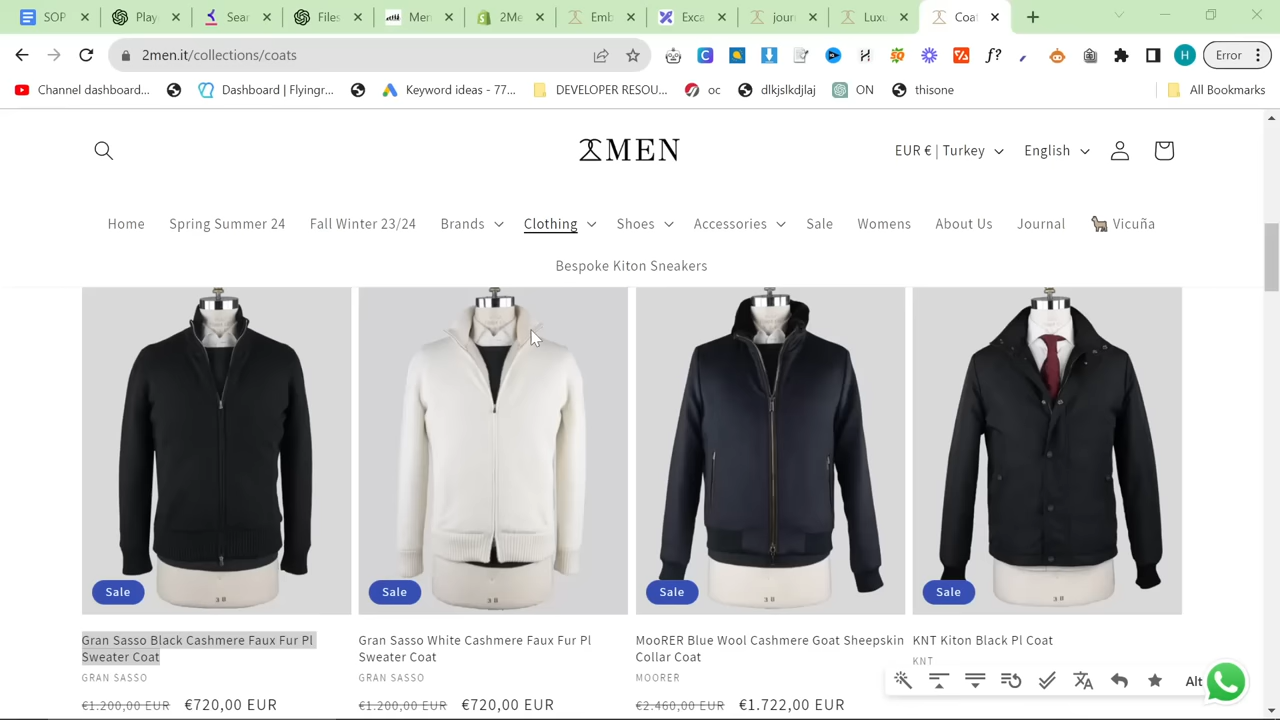 SOP
Play
Sear
Files
Mer
2Me
Emb
Exca
jour
Luxu
Coat
2men.it/collections/coats
Error
Channel dashboard...
Dashboard | Flyingr...
Keyword ideas - 77...
DEVELOPER RESOU...
oc
dlkjslkdjlaj
ON
thisone
All Bookmarks
2MEN
EUR € | Turkey
English
Home
Spring Summer 24
Fall Winter 23/24
Brands
Clothing
Shoes
Accessories
Sale
Womens
About Us
Journal
Vicuña
Bespoke Kiton Sneakers
Sale
Sale
Sale
Sale
Gran Sasso Black Cashmere Faux Fur Pl
Sweater Coat
GRAN SASSO
€1.200,00 EUR €720,00 EUR
Gran Sasso White Cashmere Faux Fur Pl
Sweater Coat
GRAN SASSO
€1.200,00 EUR €720,00 EUR
MooRER Blue Wool Cashmere Goat Sheepskin
Collar Coat
MOORER
€2.460,00 EUR €1.722,00 EUR
KNT Kiton Black Pl Coat
KNT
Alt